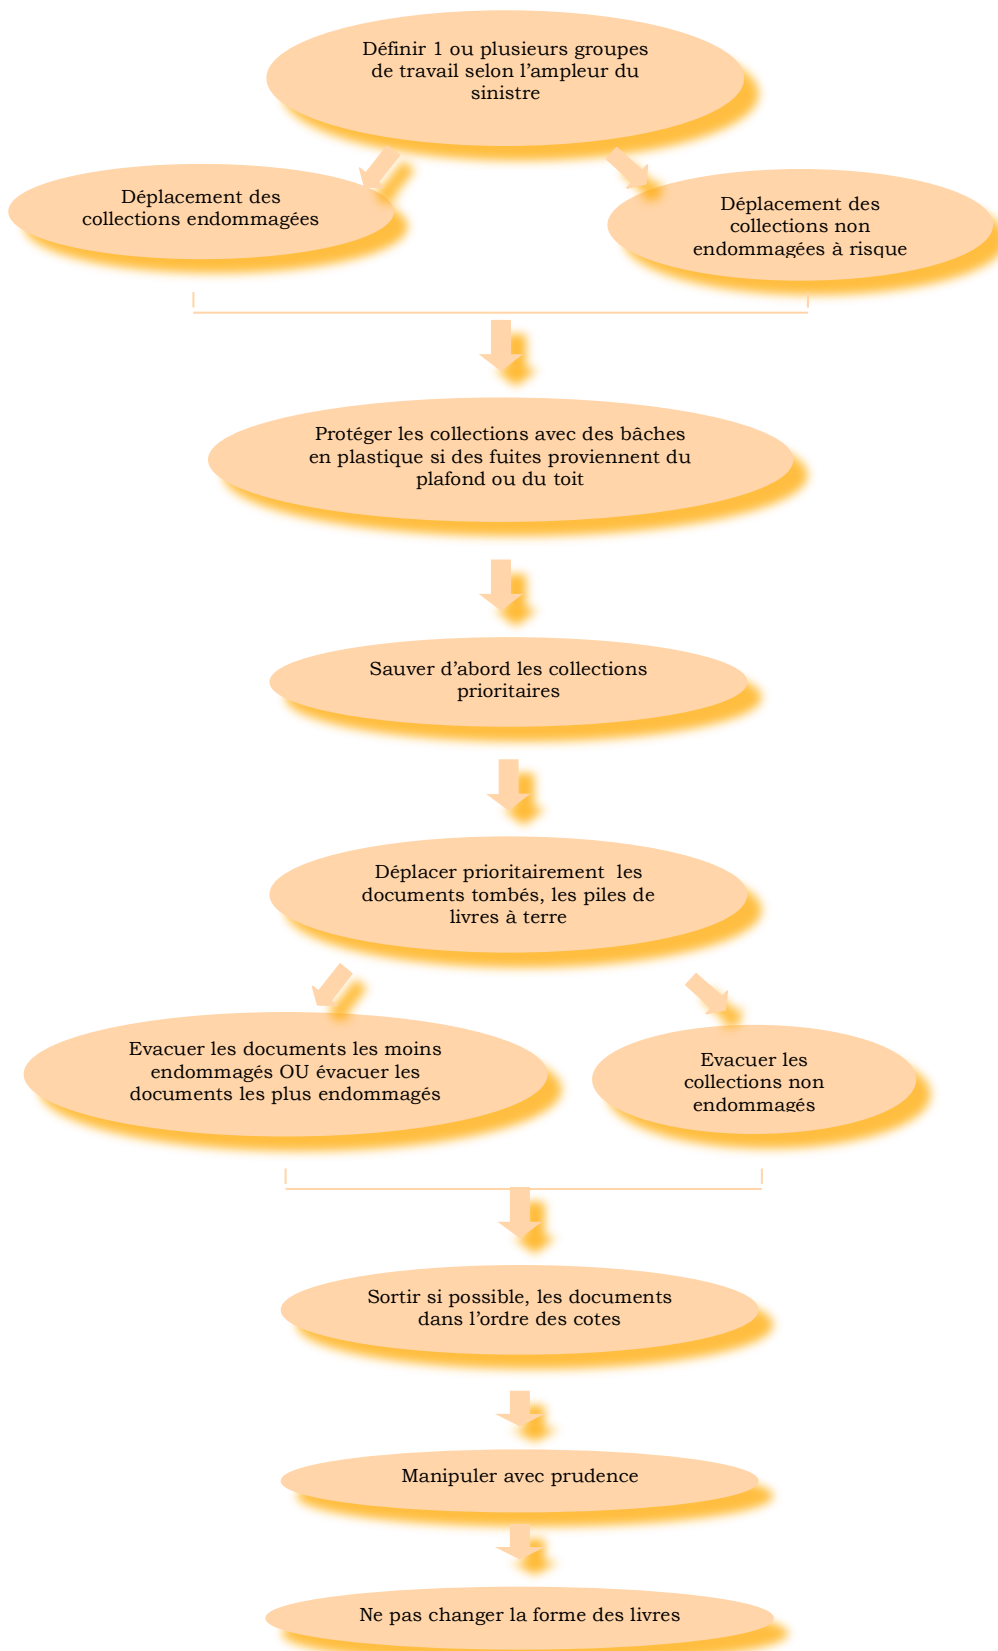 Définir 1 ou plusieurs groupes
de travail selon l’ampleur du
sinistre
Déplacement des
collections endommagées
Déplacement des
collections non
endommagées à risque
Protéger les collections avec des bâches
en plastique si des fuites proviennent du
plafond ou du toit
Sauver d’abord les collections
prioritaires
Déplacer prioritairement les
documents tombés, les piles de
livres à terre
Evacuer les documents les moins
endommagés OU évacuer les
documents les plus endommagés
Evacuer les
collections non
endommagés
Sortir si possible, les documents
dans l’ordre des cotes
Manipuler avec prudence
Ne pas changer la forme des livres